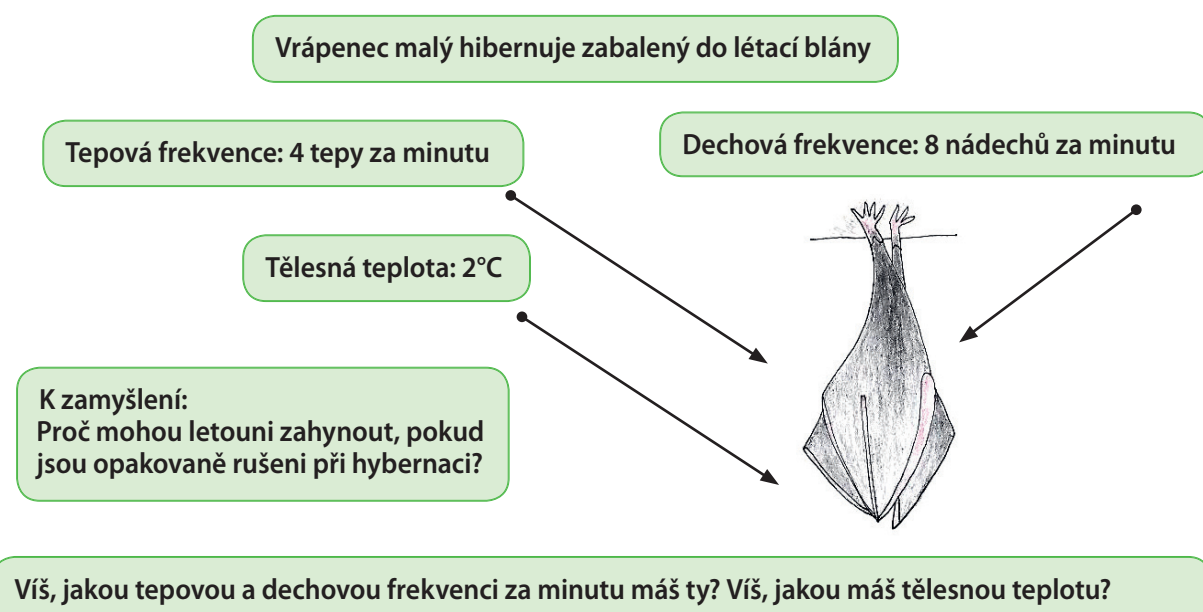 Vrápenec malý hibernuje zabalený do létací blány
Tepová frekvence: 4 tepy za minutu
Dechová frekvence: 8 nádechů za minutu
Tělesná teplota: 2°C
K zamyšlení:
Proč mohou letouni zahynout, pokud
jsou opakovaně rušeni při hybernaci?
Víš, jakou tepovou a dechovou frekvenci za minutu máš ty? Víš, jakou máš tělesnou teplotu?